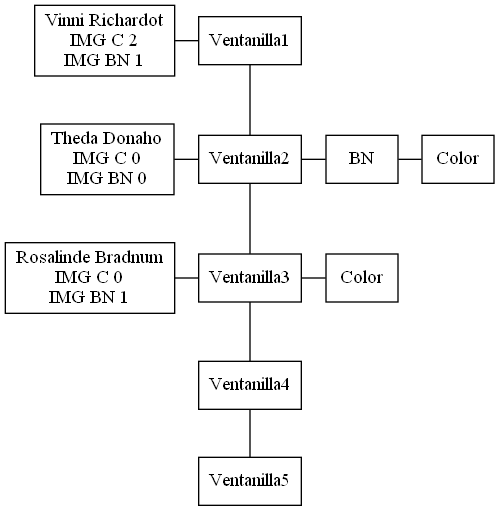 Vinni Richardot
IMG C 2
IMG BN 1
Ventanilla1
Theda Donaho
IMG C 0
IMG BN 0
Ventanilla2
BN
Color
Rosalinde Bradnum
IMG C 0
IMG BN 1
Ventanilla3
Color
Ventanilla4
Ventanilla5